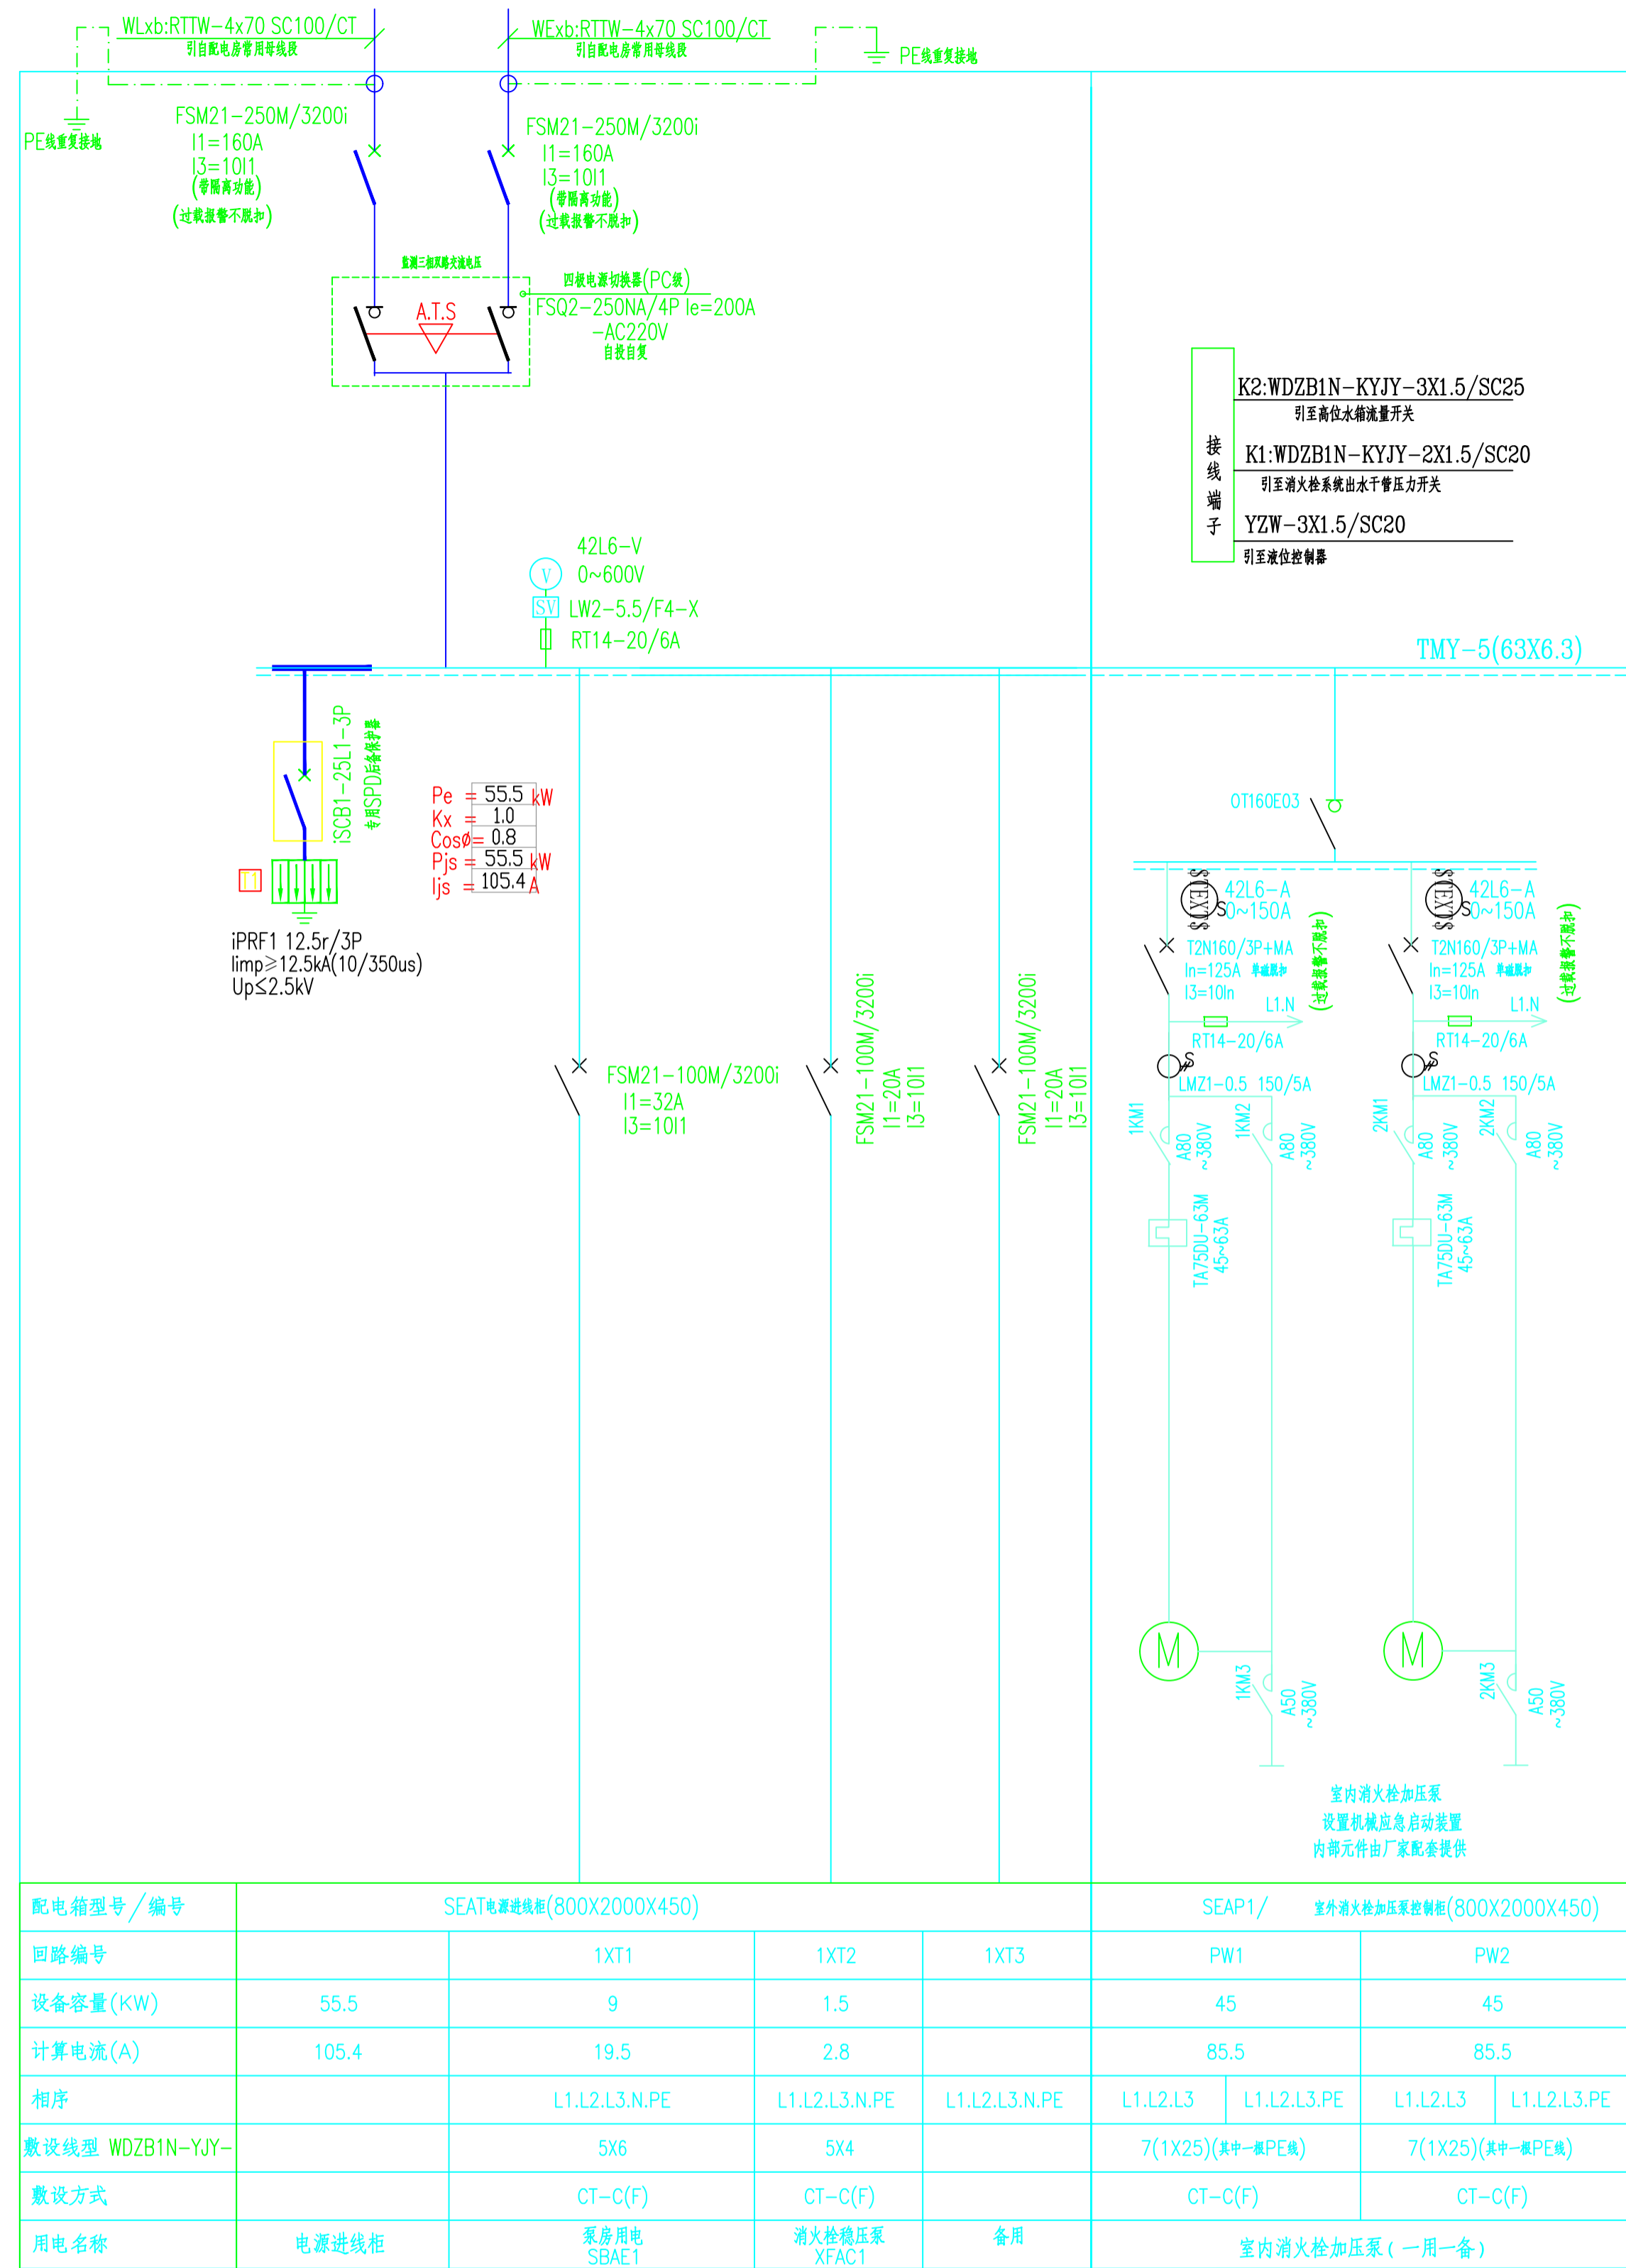 WLxb:RTTW-4x70 SC100/CT
引自配电房常用母线段
WExb:RTTW-4x70 SC100/CT
引自配电房常用母线段
PE线重复接地
PE线重复接地
FSM21-250M/3200i
I1=160A
I3=10I1
(带隔离功能)
(过载报警不脱扣)
FSM21-250M/3200i
I1=160A
I3=10I1
(带隔离功能)
(过载报警不脱扣)
监测三相双路交流电压
A.T.S
四极电源切换器(PC级)
FSQ2-250NA/4P Ie=200A
-AC220V
自投自复
接线端子
K2:WDZB1N-KYJY-3X1.5/SC25
引至高位水箱流量开关
K1:WDZB1N-KYJY-2X1.5/SC20
引至消火栓系统出水干管压力开关
YZW-3X1.5/SC20
引至液位控制器
42L6-V
V 0~600V
SV LW2-5.5/F4-X
RT14-20/6A
TMY-5(63X6.3)
iSCB1-25L1-3P
专用SPD后备保护器
T1
iPRF1 12.5r/3P
Iimp≥12.5kA(10/350us)
Up≤2.5kV
Pe = 55.5 kW
Kx = 1.0
CosØ= 0.8
Pjs = 55.5 kW
Ijs = 105.4 A
FSM21-100M/3200i
I1=32A
I3=10I1
FSM21-100M/3200i
I1=20A
I3=10I1
FSM21-100M/3200i
I1=20A
I3=10I1
OT160E03
STEXTS
S
42L6-A
0~150A
T2N160/3P+MA
In=125A 单磁脱扣
I3=10In
(过载报警不脱扣)
L1.N
RT14-20/6A
S
LMZ1-0.5 150/5A
1KM1
A80
~380V
1KM2
A80
~380V
TA75DU-63M
45~63A
M
1KM3
A50
~380V
STEXTS
S
42L6-A
0~150A
T2N160/3P+MA
In=125A 单磁脱扣
I3=10In
(过载报警不脱扣)
L1.N
RT14-20/6A
S
LMZ1-0.5 150/5A
2KM1
A80
~380V
2KM2
A80
~380V
TA75DU-63M
45~63A
M
2KM3
A50
~380V
室内消火栓加压泵
设置机械应急启动装置
内部元件由厂家配套提供
配电箱型号/编号 SEAT电源进线柜(800X2000X450) SEAP1/ 室外消火栓加压泵控制柜(800X2000X450)
回路编号 1XT1 1XT2 1XT3 PW1 PW2
设备容量(KW) 55.5 9 1.5 45 45
计算电流(A) 105.4 19.5 2.8 85.5 85.5
相序 L1.L2.L3.N.PE L1.L2.L3.N.PE L1.L2.L3.N.PE L1.L2.L3 L1.L2.L3.PE L1.L2.L3 L1.L2.L3.PE
敷设线型 WDZB1N-YJY- 5X6 5X4 7(1X25)(其中一根PE线) 7(1X25)(其中一根PE线)
敷设方式 CT-C(F) CT-C(F) CT-C(F) CT-C(F)
用电名称 电源进线柜 泵房用电 消火栓稳压泵 备用 室内消火栓加压泵(一用一备)
SBAE1 XFAC1